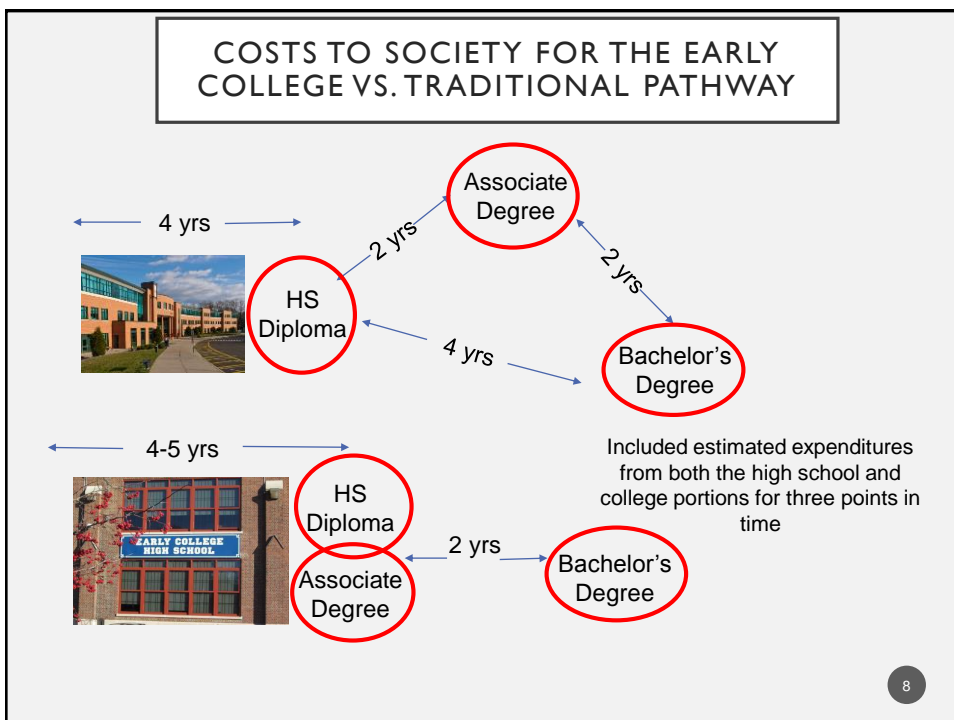 COSTS TO SOCIETY FOR THE EARLY
COLLEGE VS. TRADITIONAL PATHWAY
Associate
Degree
4 yrs
2 yrs
2 yrs
HS
Diploma
4 yrs
Bachelor's
Degree
4-5 yrs
Included estimated expenditures
from both the high school and
college portions for three points in
time
HS
Diploma
EARLY COLLEGE
HIGH SCHOOL
2 yrs
Associate
Degree
Bachelor's
Degree
8